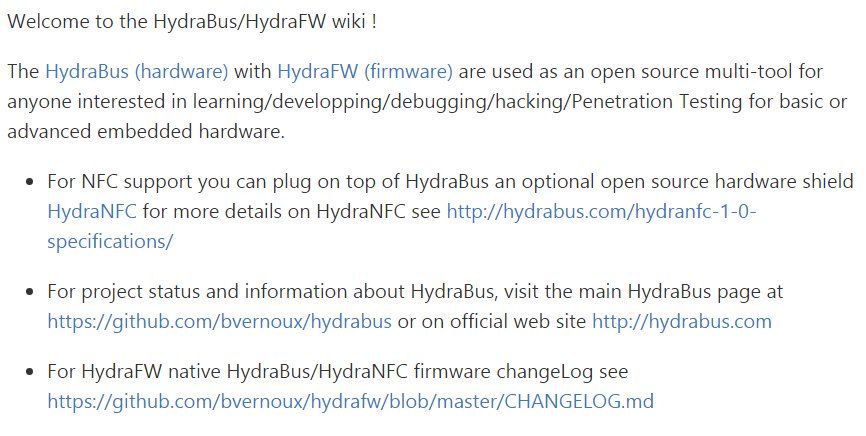 Welcome to the HydraBus/HydraFW wiki !
The HydraBus (hardware) with HydraFW (firmware) are used as an open source multi-tool for
anyone interested in learning/developping/debugging/hacking/Penetration Testing for basic or
advanced embedded hardware.
• For NFC support you can plug on top of HydraBus an optional open source hardware shield
HydraNFC for more details on HydraNFC see http://hydrabus.com/hydranfc-1-0-
specifications/
• For project status and information about HydraBus, visit the main HydraBus page at
https://github.com/bvernoux/hydrabus or on official web site http://hydrabus.com
• For HydraFW native HydraBus/HydraNFC firmware changeLog see
https://github.com/bvernoux/hydrafw/blob/master/CHANGELOG.md